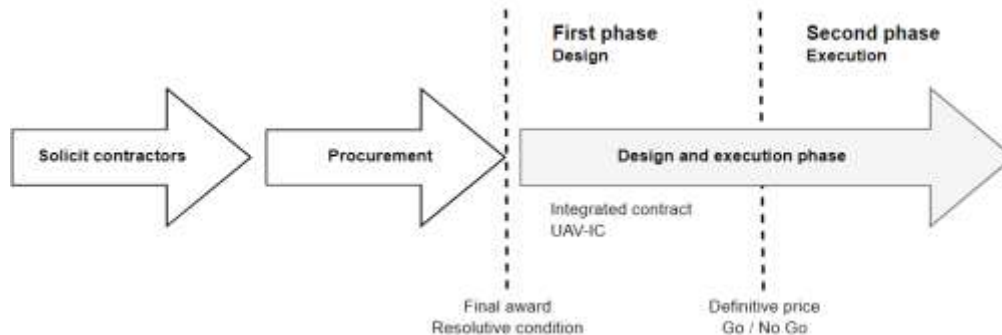 First phase
Design
Second phase
Execution
Solicit contractors
Procurement
Design and execution phase
Integrated contract
UAV-IC
Final award
Resolutive condition
Definitive price
Go / No Go